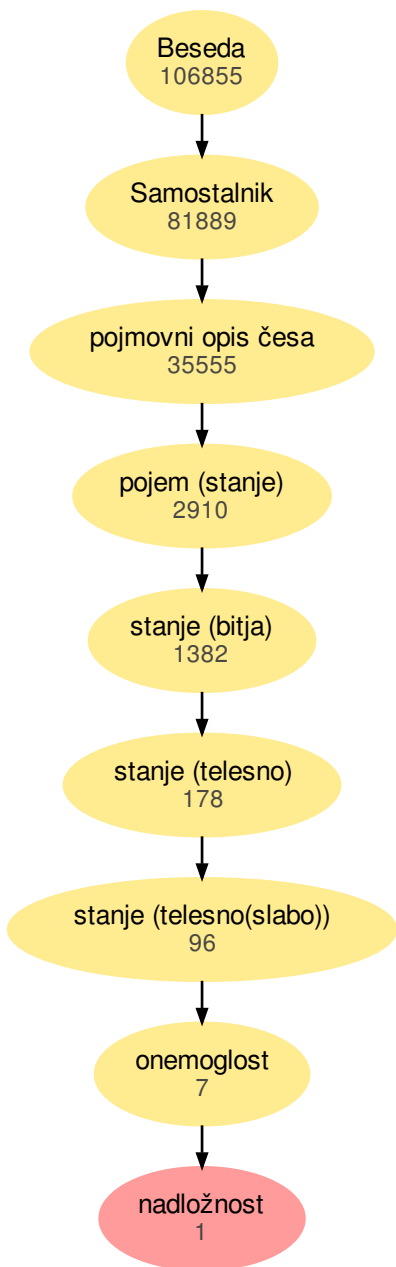 Beseda
106855
Samostalnik
81889
pojmovni opis česa
35555
pojem (stanje)
2910
stanje (bitja)
1382
stanje (telesno)
178
stanje (telesno(slabo))
96
onemoglost
7
nadložnost
1